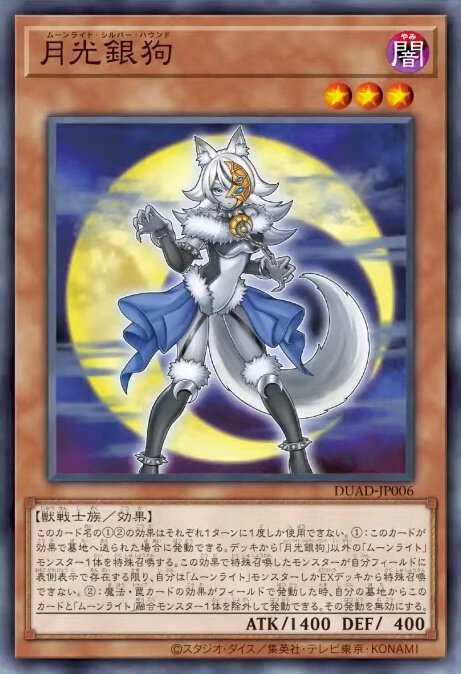 ムーンライト・シルバー・ハウンド
月光銀狗
やみ
闇
DUAD-JP006
【獣戦士族／効果】
このカード名の①②の効果はそれぞれ1ターンに1度しか使用できない。①：このカードが
効果で墓地へ送られた場合に発動できる。デッキから「月光銀狗」以外の「ムーンライト」
モンスター1体を特殊召喚する。この効果で特殊召喚したモンスターが自分フィールドに
表側表示で存在する限り、自分は「ムーンライト」モンスターしかEXデッキから特殊召喚
できない。②：魔法・罠カードの効果がフィールドで発動した時、自分の墓地からこの
カードと「ムーンライト」融合モンスター1体を除外して発動できる。その発動を無効にする。
ATK/1400 DEF/ 400
©スタジオ・ダイス／集英社・テレビ東京・KONAMI